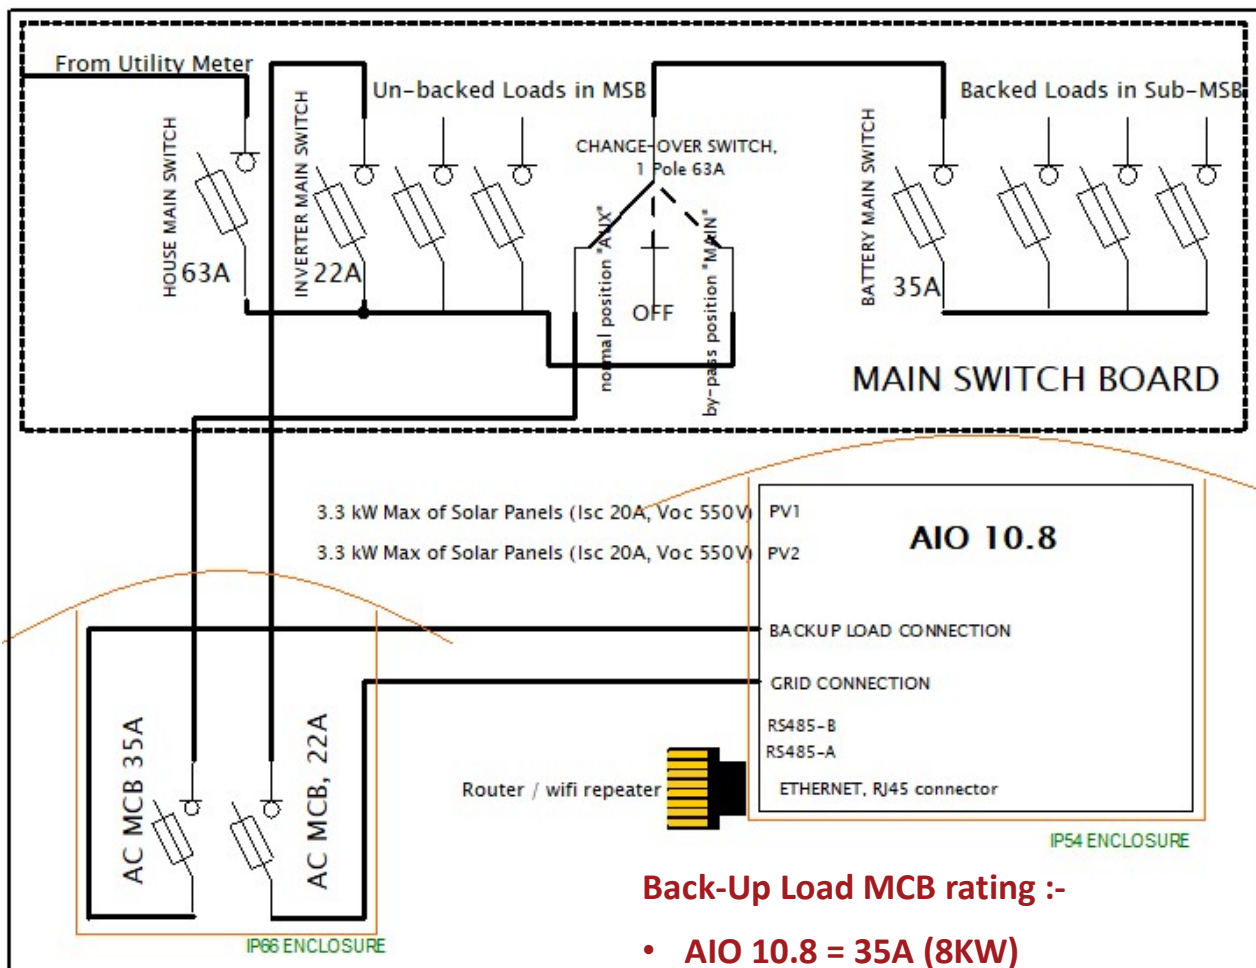 From Utility Meter
Un-backed Loads in MSB
Backed Loads in Sub-MSB
HOUSE MAIN SWITCH
63A
INVERTER MAIN SWITCH
22A
CHANGE-OVER SWITCH,
1 Pole 63A
normal position "AUX"
OFF
by-pass position "MAIN"
BATTERY MAIN SWITCH
35A
MAIN SWITCH BOARD
3.3 kW Max of Solar Panels (Isc 20A, Voc 550V)
PV1
3.3 kW Max of Solar Panels (Isc 20A, Voc 550V)
PV2
AIO 10.8
BACKUP LOAD CONNECTION
GRID CONNECTION
RS485-B
RS485-A
ETHERNET, RJ45 connector
Router / wifi repeater
IP54 ENCLOSURE
AC MCB 35A
AC MCB, 22A
IP66 ENCLOSURE
Back-Up Load MCB rating :-
• AIO 10.8 = 35A (8KW)